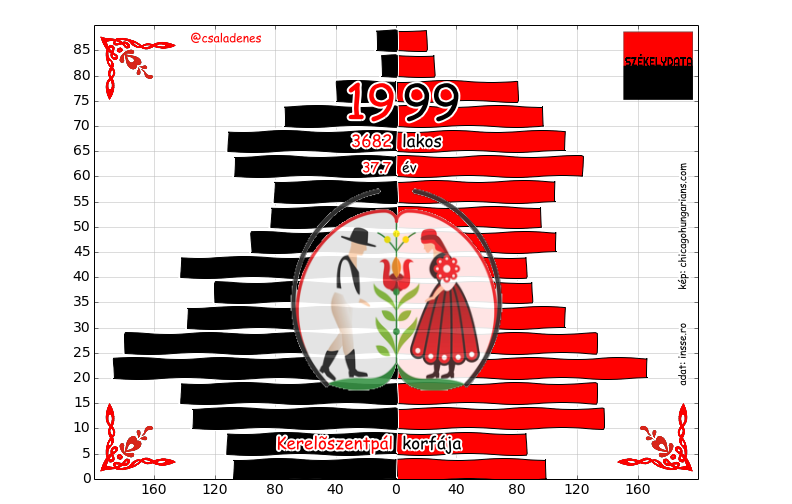 @csaladenes
SZÉKELYDATA
1999
3682 lakos
37.7 év
kép: chicagohungarians.com
adat: insse.ro
Kerelőszentpál korfája
85
80
75
70
65
60
55
50
45
40
35
30
25
20
15
10
5
0
160 120 80 40 0 40 80 120 160